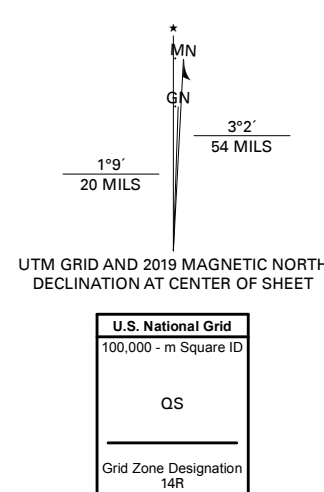 ★
MN
GN
3°2´
54 MILS
1°9´
20 MILS
UTM GRID AND 2019 MAGNETIC NORTH
DECLINATION AT CENTER OF SHEET
U.S. National Grid
100,000 - m Square ID
QS
Grid Zone Designation
14R